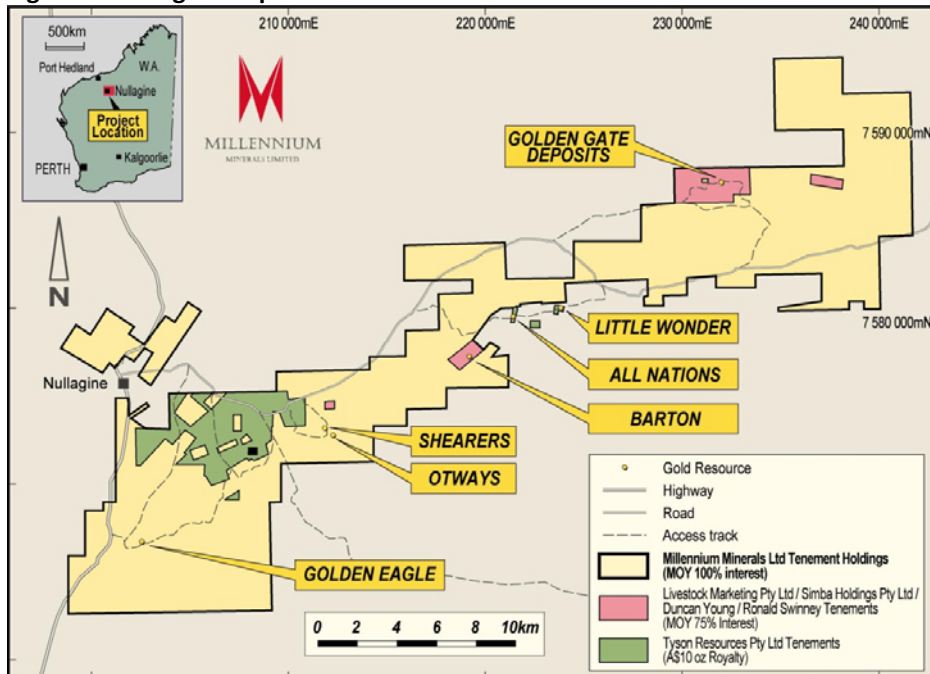 210 000mE
220 000mE
230 000mE
240 000mE
500km
Port Hedland
W.A.
Nullagine
Project
Location
Kalgoorlie
PERTH
MILLENNIUM
MINERALS LIMITED
GOLDEN GATE
DEPOSITS
7 590 000mN
N
7 580 000mN
LITTLE WONDER
Nullagine
ALL NATIONS
BARTON
SHEARERS
OTWAYS
GOLDEN EAGLE
0 2 4 6 8 10km
Gold Resource
Highway
Road
Access track
Millennium Minerals Ltd Tenement Holdings
(MOY 100% interest)
Livestock Marketing Pty Ltd / Simba Holdings Pty Ltd /
Duncan Young / Ronald Swinney Tenements
(MOY 75% Interest)
Tyson Resources Pty Ltd Tenements
(A$10 oz Royalty)